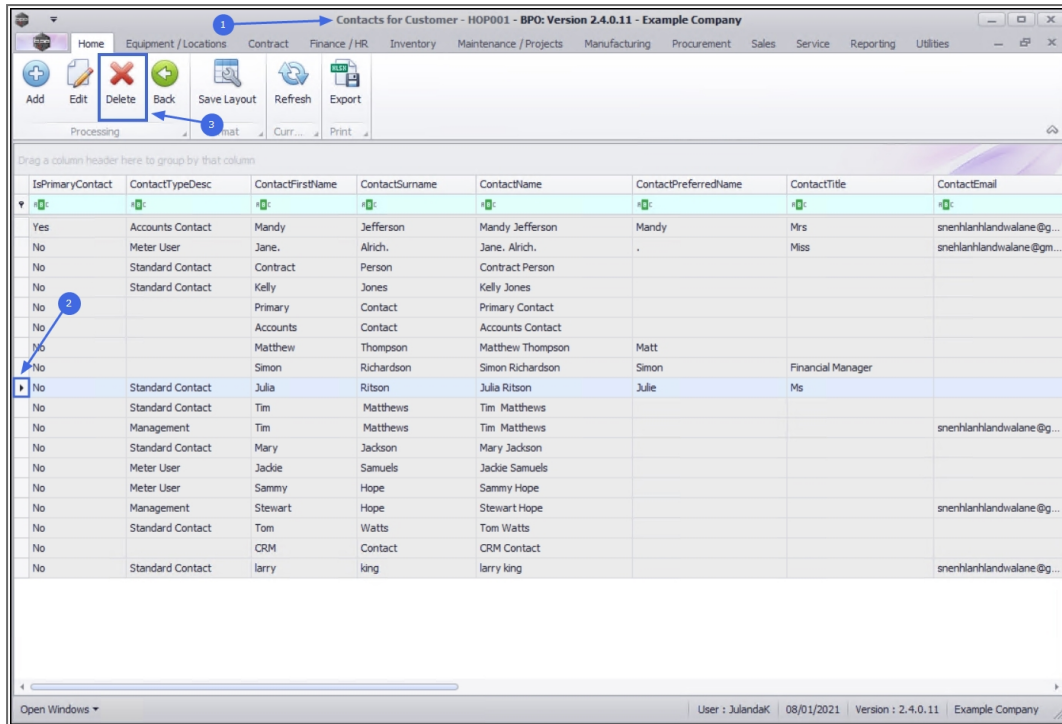 1
Contacts for Customer - HOP001 - BPO: Version 2.4.0.11 - Example Company
Home Equipment / Locations Contract Finance / HR Inventory Maintenance / Projects Manufacturing Procurement Sales Service Reporting Utilities
Add Edit Delete Back Save Layout Refresh Export
Processing 3 mat Curr... Print
Drag a column header here to group by that column
IsPrimaryContact ContactTypeDesc ContactFirstName ContactSurname ContactName ContactPreferredName ContactTitle ContactEmail
Yes Accounts Contact Mandy Jefferson Mandy Jefferson Mandy Mrs snenhlanhlandwalane@g...
No Meter User Jane. Alrich. Jane. Alrich. . Miss snehlanhlandwalane@gm...
No Standard Contact Contract Person Contract Person
No Standard Contact Kelly Jones Kelly Jones
No Primary Contact Primary Contact
2
No Accounts Contact Accounts Contact
No Matthew Thompson Matthew Thompson Matt
No Simon Richardson Simon Richardson Simon Financial Manager
No Standard Contact Julia Ritson Julia Ritson Julie Ms
No Standard Contact Tim Matthews Tim Matthews
No Management Tim Matthews Tim Matthews snenhlanhlandwalane@g...
No Standard Contact Mary Jackson Mary Jackson
No Meter User Jackie Samuels Jackie Samuels
No Meter User Sammy Hope Sammy Hope
No Management Stewart Hope Stewart Hope snenhlanhlandwalane@g...
No Standard Contact Tom Watts Tom Watts
No CRM Contact CRM Contact
No Standard Contact larry king larry king snenhlanhlandwalane@g...
Open Windows User : JulandaK 08/01/2021 Version : 2.4.0.11 Example Company